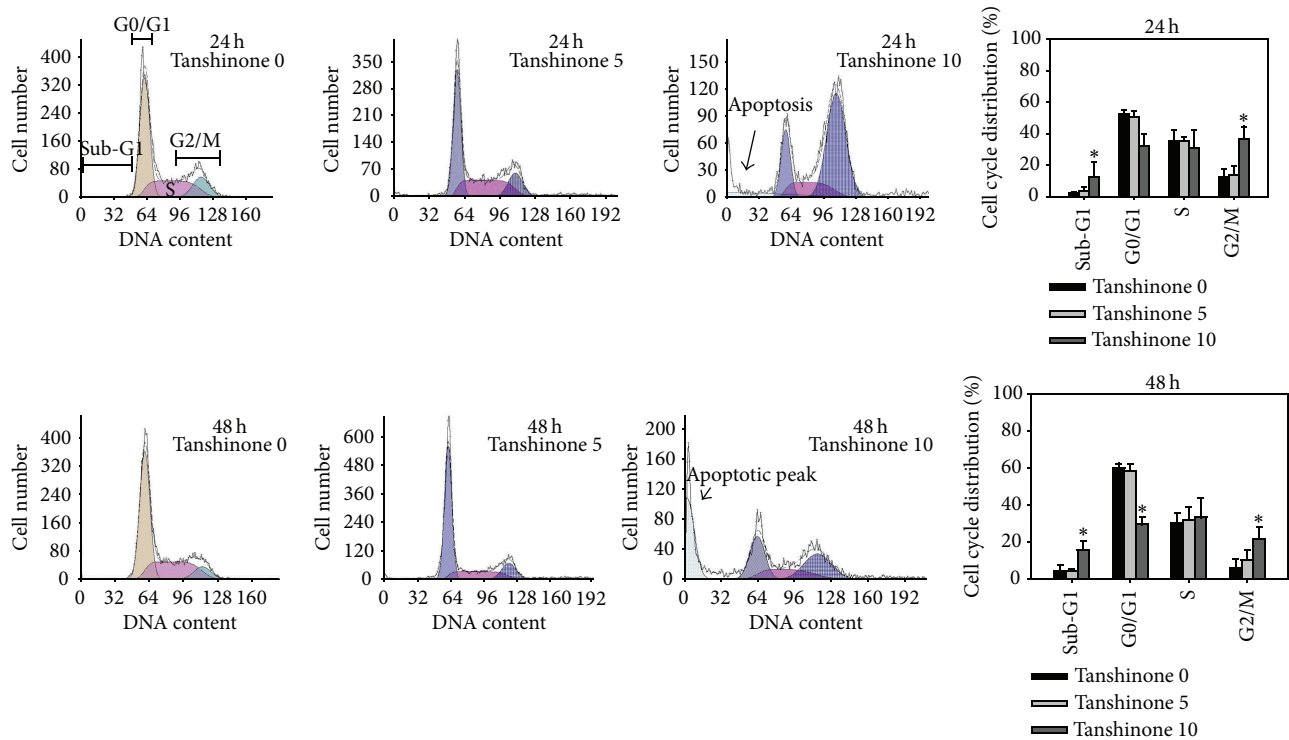 G0/G1
24 h
Tanshinone 0
Sub-G1
G2/M
S
Cell number
400
320
240
160
80
0
0 32 64 96 128 160
DNA content
24 h
Tanshinone 5
Cell number
350
280
210
140
70
0
0 32 64 96 128 160 192
DNA content
24 h
Tanshinone 10
Apoptosis
Cell number
150
120
90
60
30
0
0 32 64 96 128 160 192
DNA content
24 h
Cell cycle distribution (%)
100
80
60
40
20
0
*
*
Sub-G1
G0/G1
S
G2/M
Tanshinone 0
Tanshinone 5
Tanshinone 10
48 h
Tanshinone 0
Cell number
400
320
240
160
80
0
0 32 64 96 128 160
DNA content
48 h
Tanshinone 5
Cell number
600
480
360
240
120
0
0 32 64 96 128 160 192
DNA content
48 h
Tanshinone 10
Apoptotic peak
Cell number
200
160
120
80
40
0
0 32 64 96 128 160 192
DNA content
48 h
Cell cycle distribution (%)
100
80
60
40
20
0
*
*
*
Sub-G1
G0/G1
S
G2/M
Tanshinone 0
Tanshinone 5
Tanshinone 10